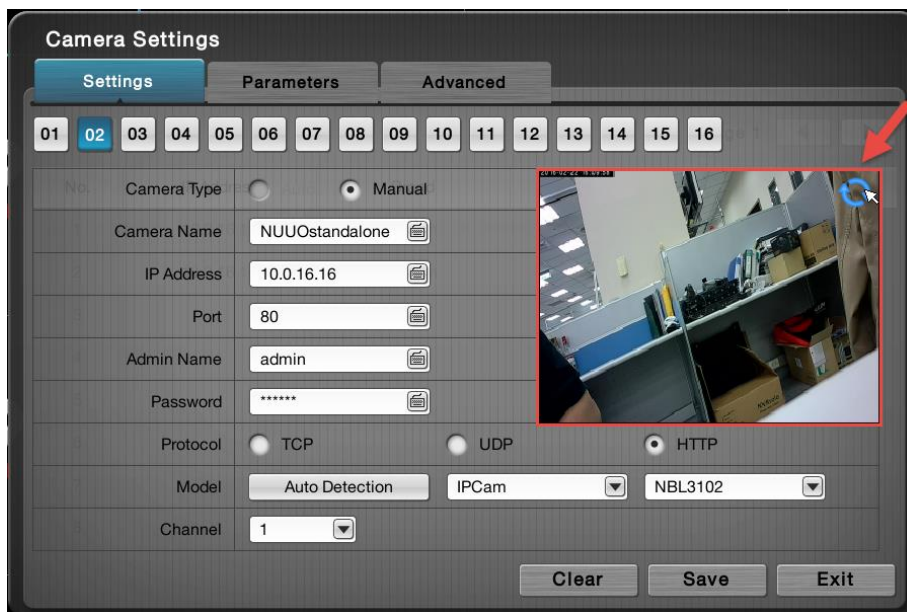 Camera Settings
Settings Parameters Advanced
01 02 03 04 05 06 07 08 09 10 11 12 13 14 15 16
Camera Type Manual
Camera Name NUUOstandalone
IP Address 10.0.16.16
Port 80
Admin Name admin
Password ******
Protocol TCP UDP HTTP
Model Auto Detection IPCam NBL3102
Channel 1
Clear Save Exit